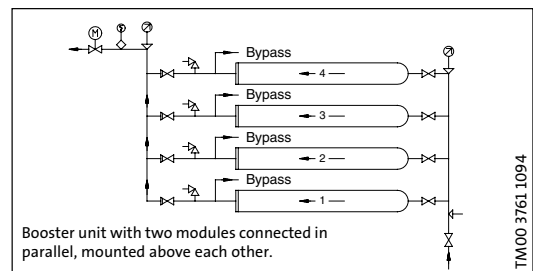 M
S
Bypass
4
Bypass
3
Bypass
2
Bypass
1
Booster unit with two modules connected in
parallel, mounted above each other.
TM00 3761 1094